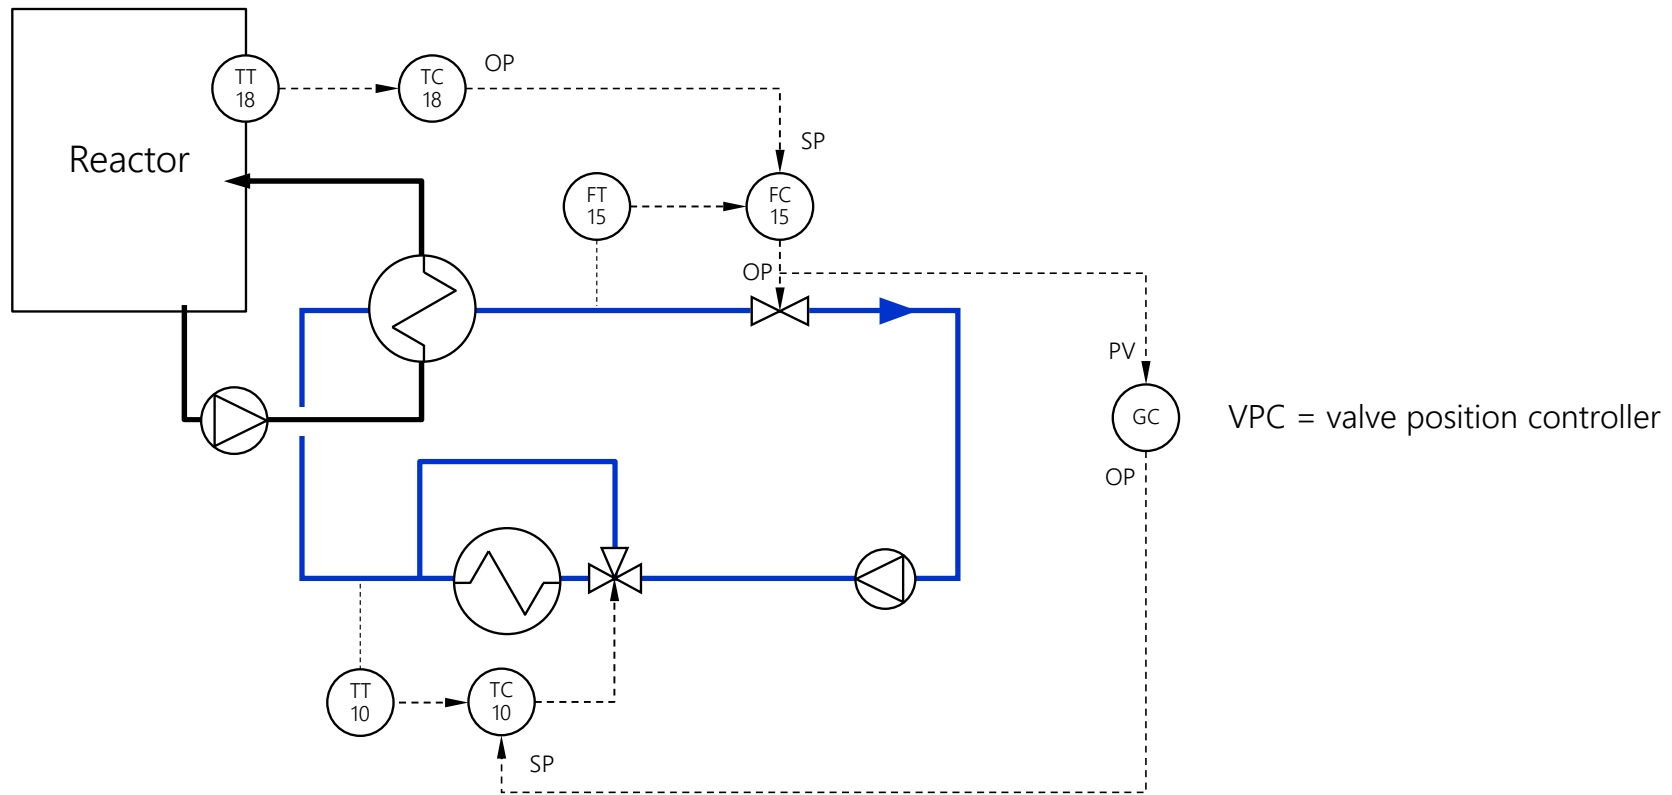 TT
18
TC
18
OP
Reactor
SP
FT
15
FC
15
OP
PV
GC
VPC = valve position controller
OP
TT
10
TC
10
SP